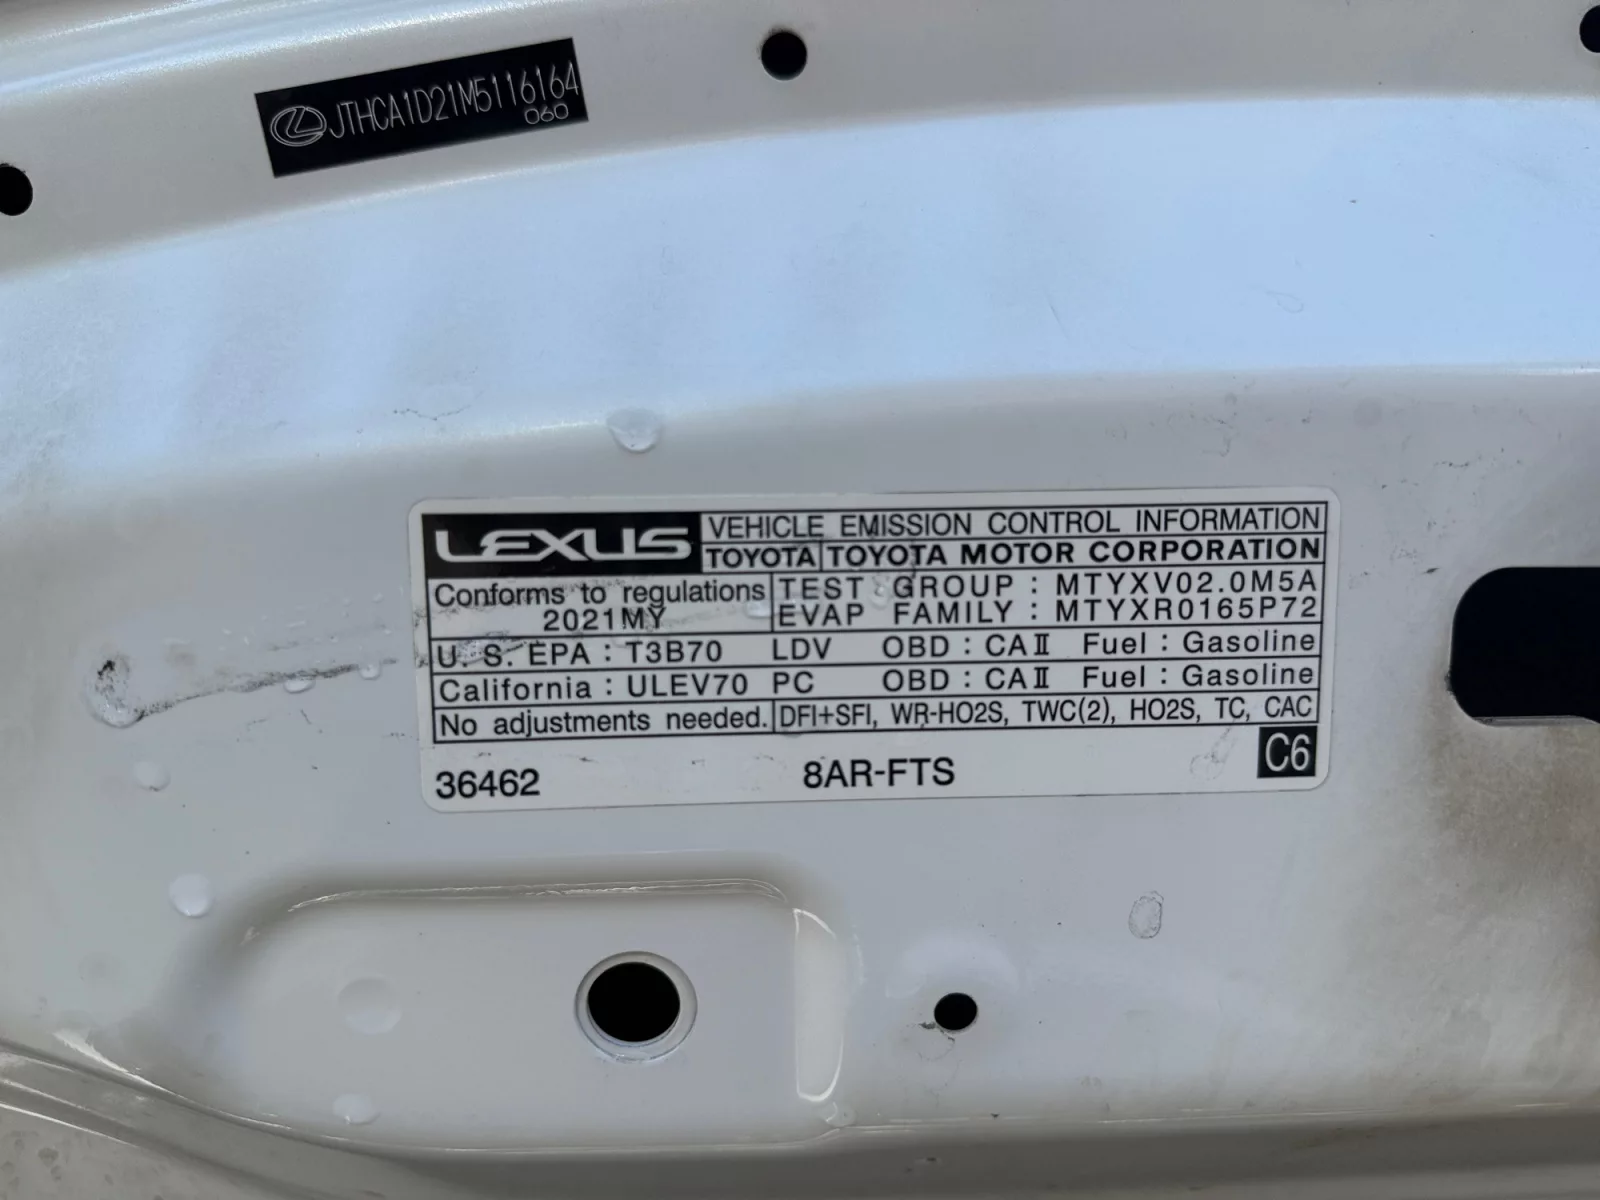 JTHCA1D21M5116164
060
LEXUS
VEHICLE EMISSION CONTROL INFORMATION
TOYOTA TOYOTA MOTOR CORPORATION
Conforms to regulations
2021MY
TEST GROUP : MTYXV02.0M5A
EVAP FAMILY : MTYXR0165P72
U. S. EPA : T3B70 LDV OBD : CAⅡ Fuel : Gasoline
California : ULEV70 PC OBD : CAⅡ Fuel : Gasoline
No adjustments needed. DFI+SFI, WR-HO2S, TWC(2), HO2S, TC, CAC
36462 8AR-FTS C6